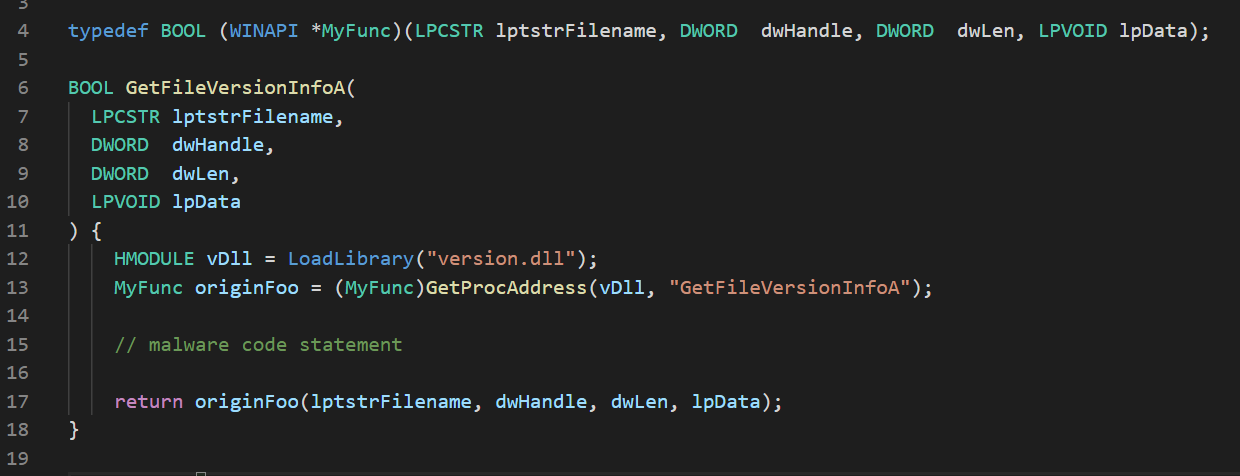 3
4 typedef BOOL (WINAPI *MyFunc)(LPCSTR lptstrFilename, DWORD  dwHandle, DWORD  dwLen, LPVOID lpData);
5
6 BOOL GetFileVersionInfoA(
7   LPCSTR lptstrFilename,
8   DWORD  dwHandle,
9   DWORD  dwLen,
10   LPVOID lpData
11 ) {
12     HMODULE vDll = LoadLibrary("version.dll");
13     MyFunc originFoo = (MyFunc)GetProcAddress(vDll, "GetFileVersionInfoA");
14
15     // malware code statement
16
17     return originFoo(lptstrFilename, dwHandle, dwLen, lpData);
18 }
19